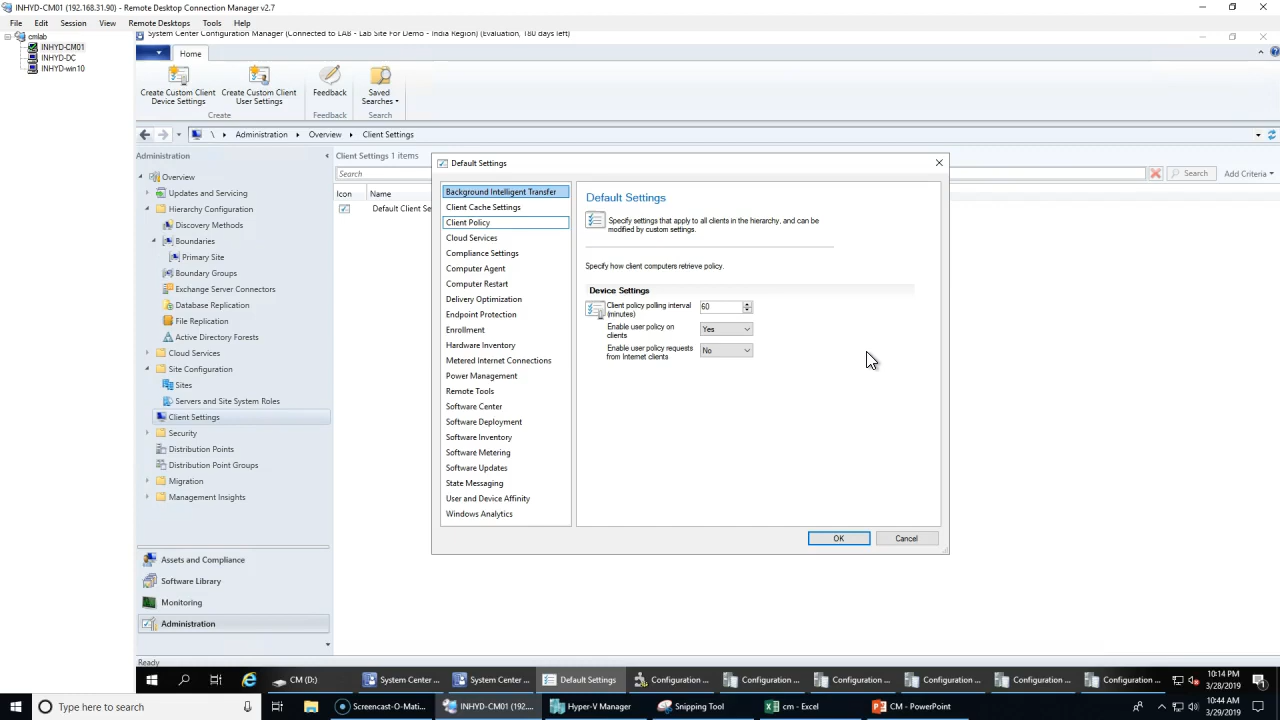 INHYD-CM01 (192.168.31.90) - Remote Desktop Connection Manager v2.7
File Edit Session View Remote Desktops Tools Help
cmlab
INHYD-CM01
INHYD-DC
INHYD-win10
System Center Configuration Manager (Connected to LAB - Lab Site For Demo - India Region) (Evaluation, 180 days left)
Home
Create Custom Client
Device Settings
Create Custom Client
User Settings
Feedback
Saved
Searches
Create Feedback Search
\ Administration Overview Client Settings
Administration
Overview
Updates and Servicing
Hierarchy Configuration
Discovery Methods
Boundaries
Primary Site
Boundary Groups
Exchange Server Connectors
Database Replication
File Replication
Active Directory Forests
Cloud Services
Site Configuration
Sites
Servers and Site System Roles
Client Settings
Security
Distribution Points
Distribution Point Groups
Migration
Management Insights
Assets and Compliance
Software Library
Monitoring
Administration
Client Settings 1 items
Search
Search
Add Criteria
Icon Name
Default Client Se
Default Settings
Background Intelligent Transfer
Client Cache Settings
Client Policy
Cloud Services
Compliance Settings
Computer Agent
Computer Restart
Delivery Optimization
Endpoint Protection
Enrollment
Hardware Inventory
Metered Internet Connections
Power Management
Remote Tools
Software Center
Software Deployment
Software Inventory
Software Metering
Software Updates
State Messaging
User and Device Affinity
Windows Analytics
Default Settings
Specify settings that apply to all clients in the hierarchy, and can be
modified by custom settings.
Specify how client computers retrieve policy.
Device Settings
Client policy polling interval
(minutes)
60
Enable user policy on
clients
Yes
Enable user policy requests
from Internet clients
No
OK Cancel
Ready
CM (D:) System Center ... System Center ... Default Settings Configuration ... Configuration ... Configuration ... Configuration ... Configuration ... Configuration ...
10:14 PM
3/28/2019
Type here to search
Screencast-O-Mati... INHYD-CM01 (192.... Hyper-V Manager Snipping Tool cm - Excel CM - PowerPoint
10:44 AM
3/29/2019